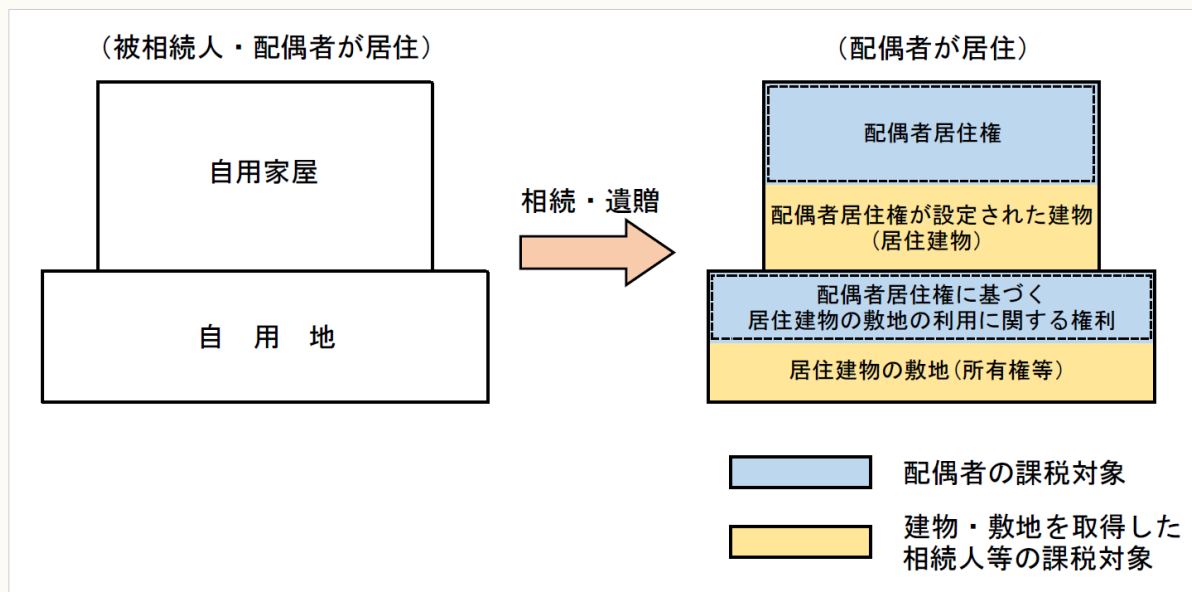 (被相続人・配偶者が居住)
自用家屋
自 用 地
相続・遺贈
(配偶者が居住)
配偶者居住権
配偶者居住権が設定された建物
(居住建物)
配偶者居住権に基づく
居住建物の敷地の利用に関する権利
居住建物の敷地(所有権等)
配偶者の課税対象
建物・敷地を取得した
相続人等の課税対象